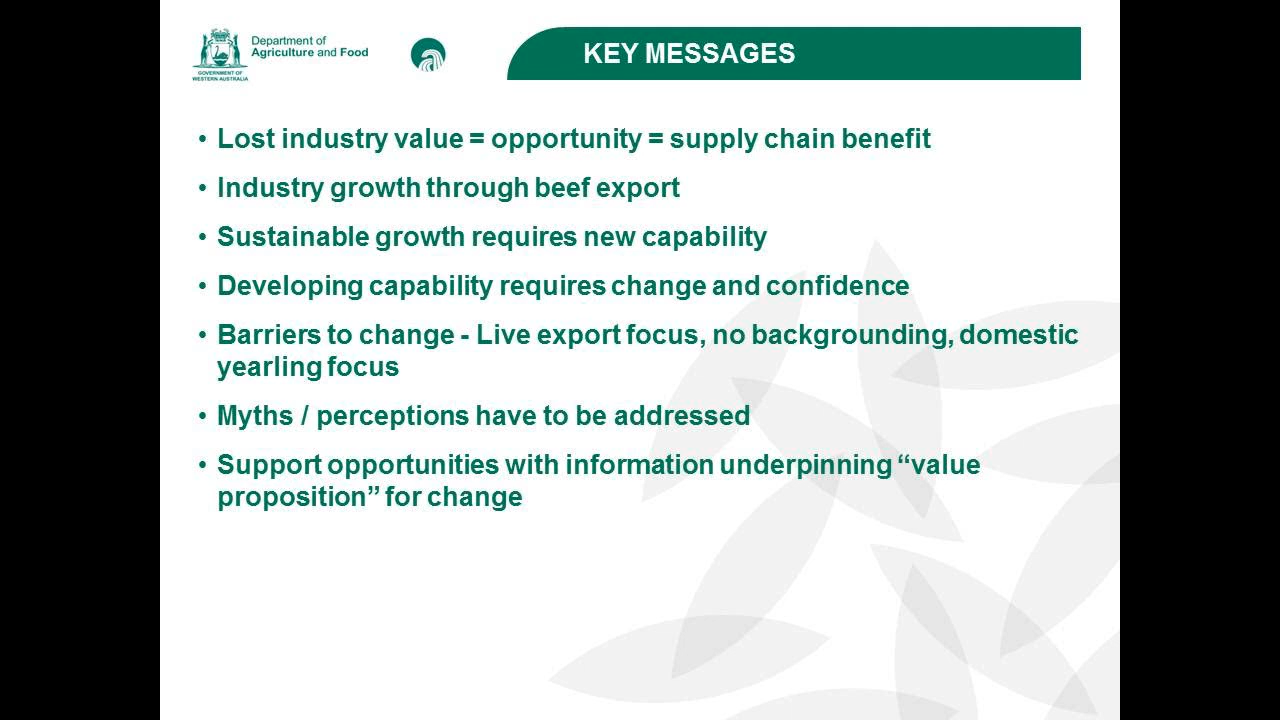 Department of
Agriculture and Food
GOVERNMENT OF
WESTERN AUSTRALIA
KEY MESSAGES
• Lost industry value = opportunity = supply chain benefit
• Industry growth through beef export
• Sustainable growth requires new capability
• Developing capability requires change and confidence
• Barriers to change - Live export focus, no backgrounding, domestic
yearling focus
• Myths / perceptions have to be addressed
• Support opportunities with information underpinning “value
proposition” for change